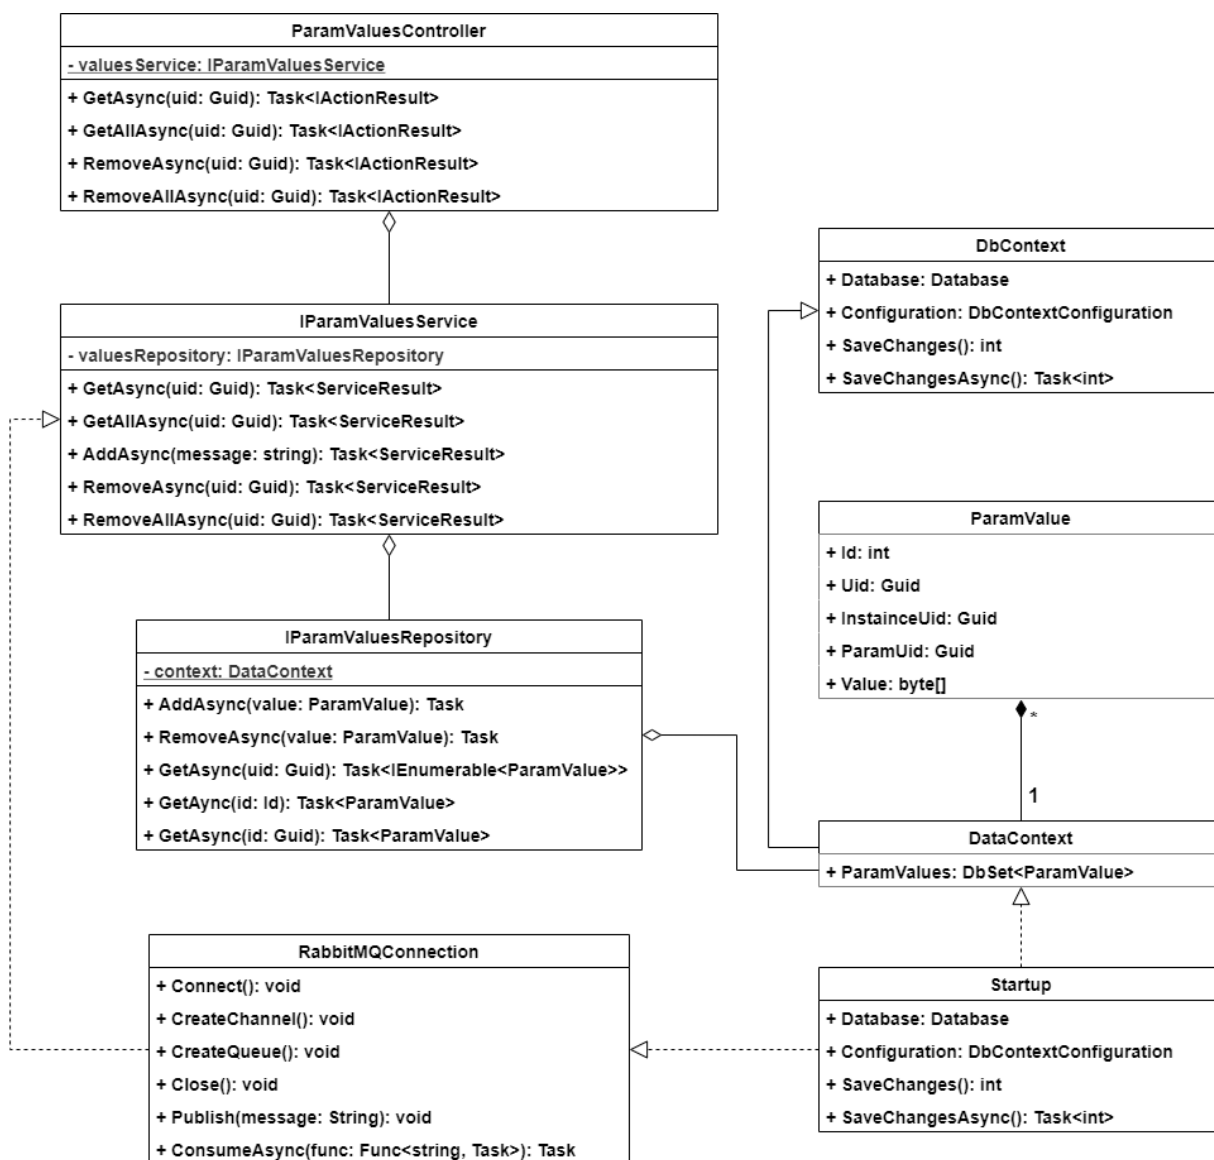 ParamValuesController
- valuesService: IParamValuesService
+ GetAsync(uid: Guid): Task<IActionResult>
+ GetAllAsync(uid: Guid): Task<IActionResult>
+ RemoveAsync(uid: Guid): Task<IActionResult>
+ RemoveAllAsync(uid: Guid): Task<IActionResult>
IParamValuesService
- valuesRepository: IParamValuesRepository
+ GetAsync(uid: Guid): Task<ServiceResult>
+ GetAllAsync(uid: Guid): Task<ServiceResult>
+ AddAsync(message: string): Task<ServiceResult>
+ RemoveAsync(uid: Guid): Task<ServiceResult>
+ RemoveAllAsync(uid: Guid): Task<ServiceResult>
IParamValuesRepository
- context: DataContext
+ AddAsync(value: ParamValue): Task
+ RemoveAsync(value: ParamValue): Task
+ GetAsync(uid: Guid): Task<IEnumerable<ParamValue>>
+ GetAync(id: Id): Task<ParamValue>
+ GetAsync(id: Guid): Task<ParamValue>
RabbitMQConnection
+ Connect(): void
+ CreateChannel(): void
+ CreateQueue(): void
+ Close(): void
+ Publish(message: String): void
+ ConsumeAsync(func: Func<string, Task>): Task
DbContext
+ Database: Database
+ Configuration: DbContextConfiguration
+ SaveChanges(): int
+ SaveChangesAsync(): Task<int>
ParamValue
+ Id: int
+ Uid: Guid
+ InstainceUid: Guid
+ ParamUid: Guid
+ Value: byte[]
*
1
DataContext
+ ParamValues: DbSet<ParamValue>
Startup
+ Database: Database
+ Configuration: DbContextConfiguration
+ SaveChanges(): int
+ SaveChangesAsync(): Task<int>